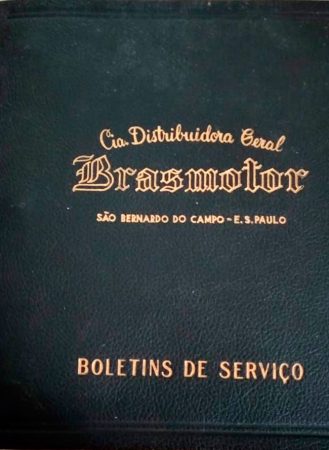 Cia. Distribuidora Geral
Brasmotor
SÃO BERNARDO DO CAMPO - E. S. PAULO
BOLETINS DE SERVIÇO